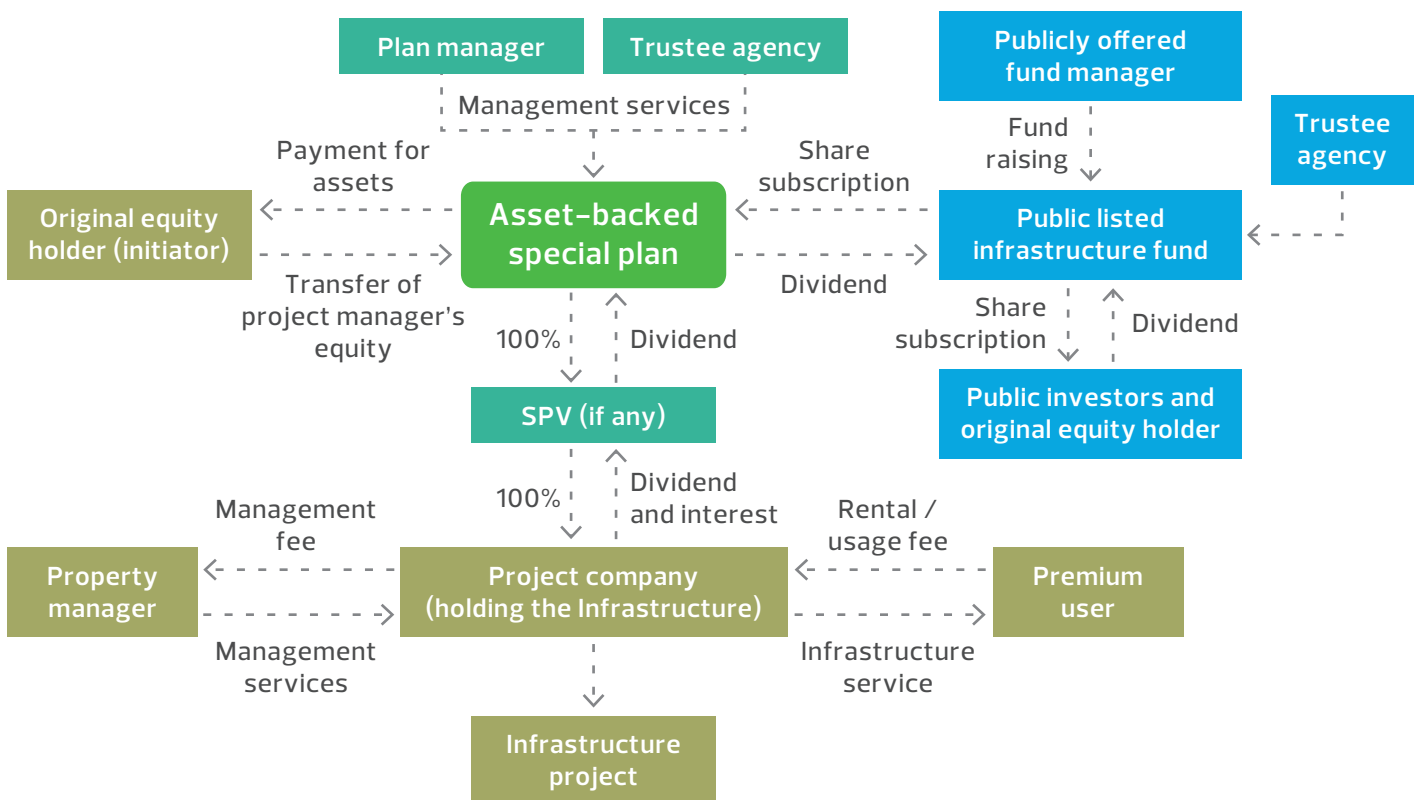 Plan manager
Trustee agency
Publicly offered
fund manager
Management services
Trustee
agency
Payment for
assets
Share
subscription
Fund
raising
Original equity
holder (initiator)
Asset-backed
special plan
Public listed
infrastructure fund
Transfer of
project manager's
equity
Dividend
100%
Dividend
Share
subscription
Dividend
SPV (if any)
Public investors and
original equity holder
100%
Dividend
and interest
Management
fee
Rental /
usage fee
Property
manager
Project company
(holding the Infrastructure)
Premium
user
Management
services
Infrastructure
service
Infrastructure
project